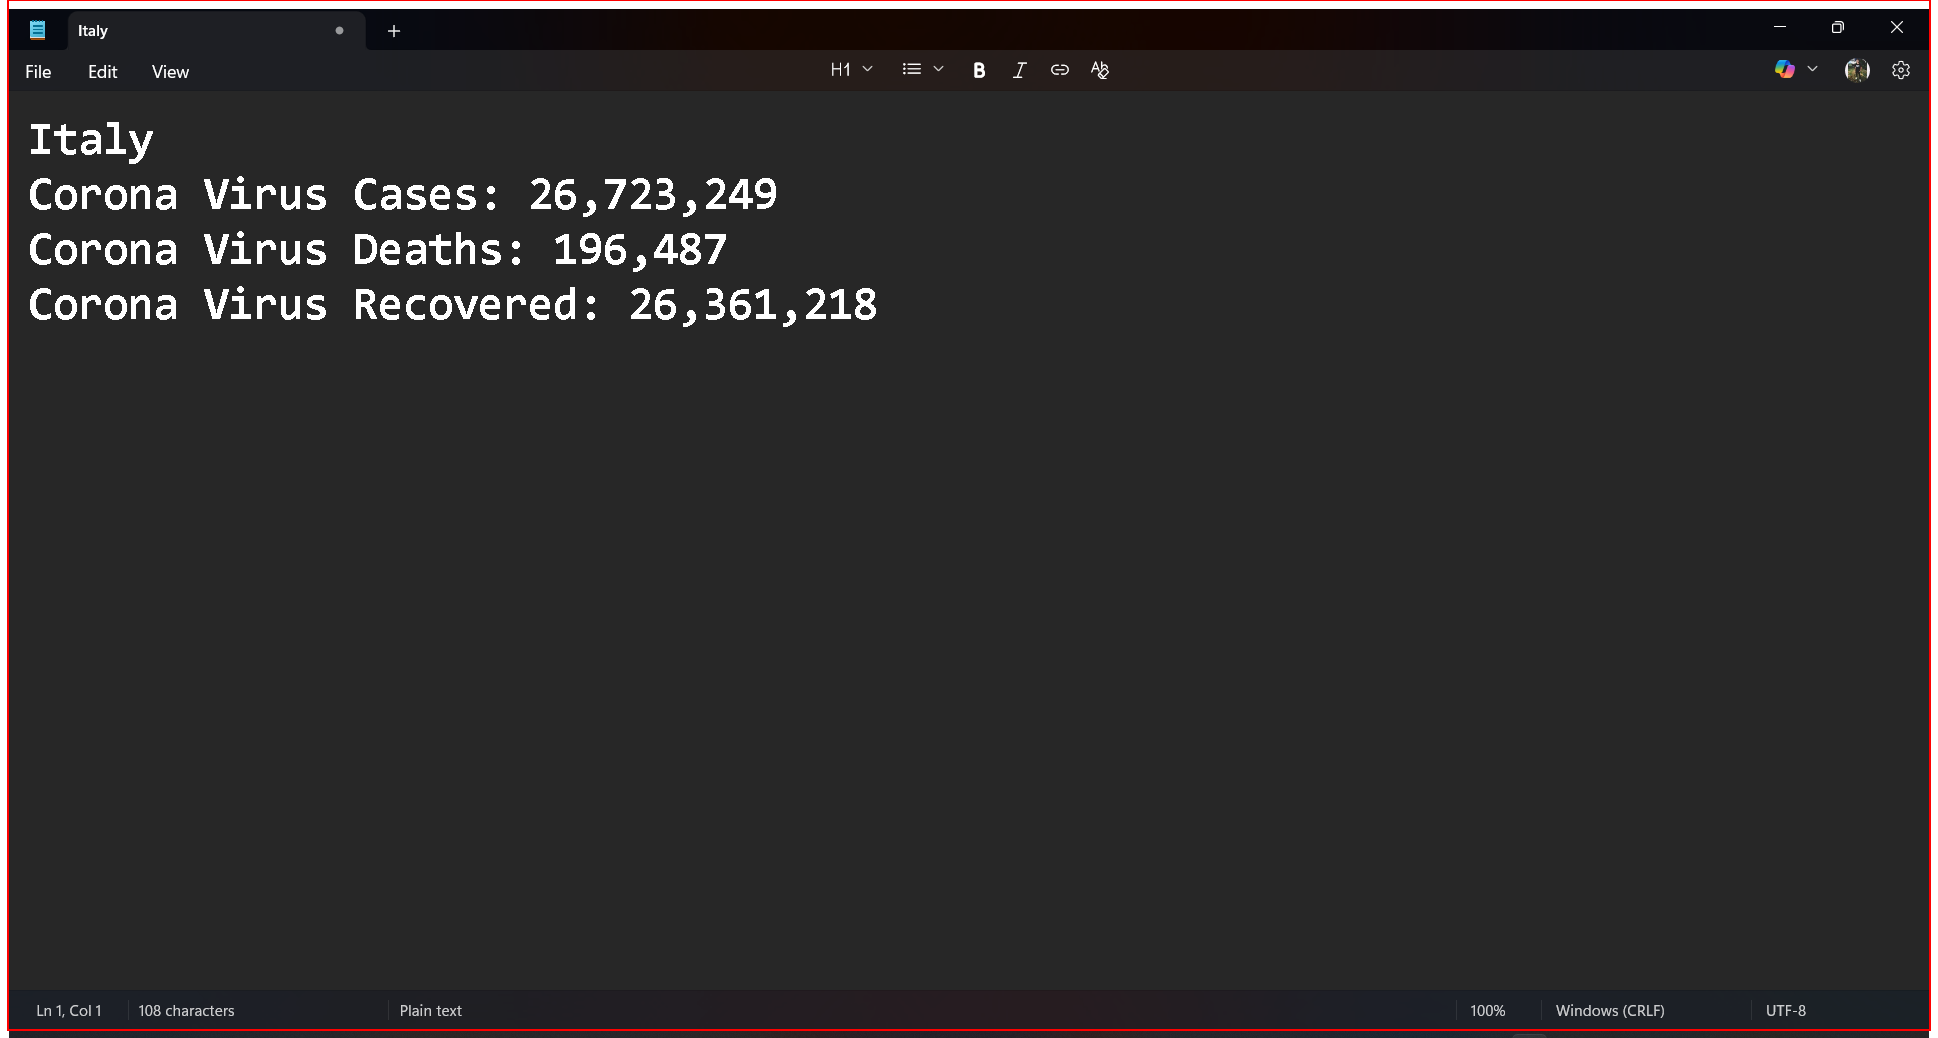 Italy
File Edit View H1 B I
Italy
Corona Virus Cases: 26,723,249
Corona Virus Deaths: 196,487
Corona Virus Recovered: 26,361,218
Ln 1, Col 1 108 characters Plain text 100% Windows (CRLF) UTF-8